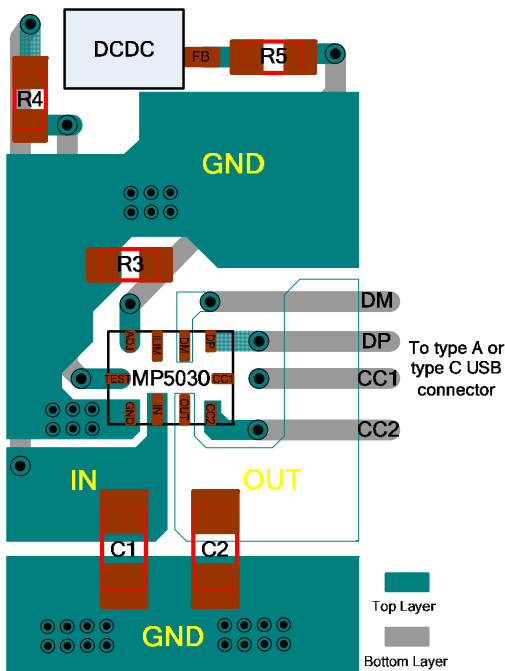 DCDC
FB
R5
R4
GND
R3
DM
DP
To type A or
type C USB
connector
CC1
CC2
ADJ
ILIM
DM
DP
TEST
MP5030
CC1
GND
IN
OUT
CC2
IN
OUT
C1
C2
GND
Top Layer
Bottom Layer